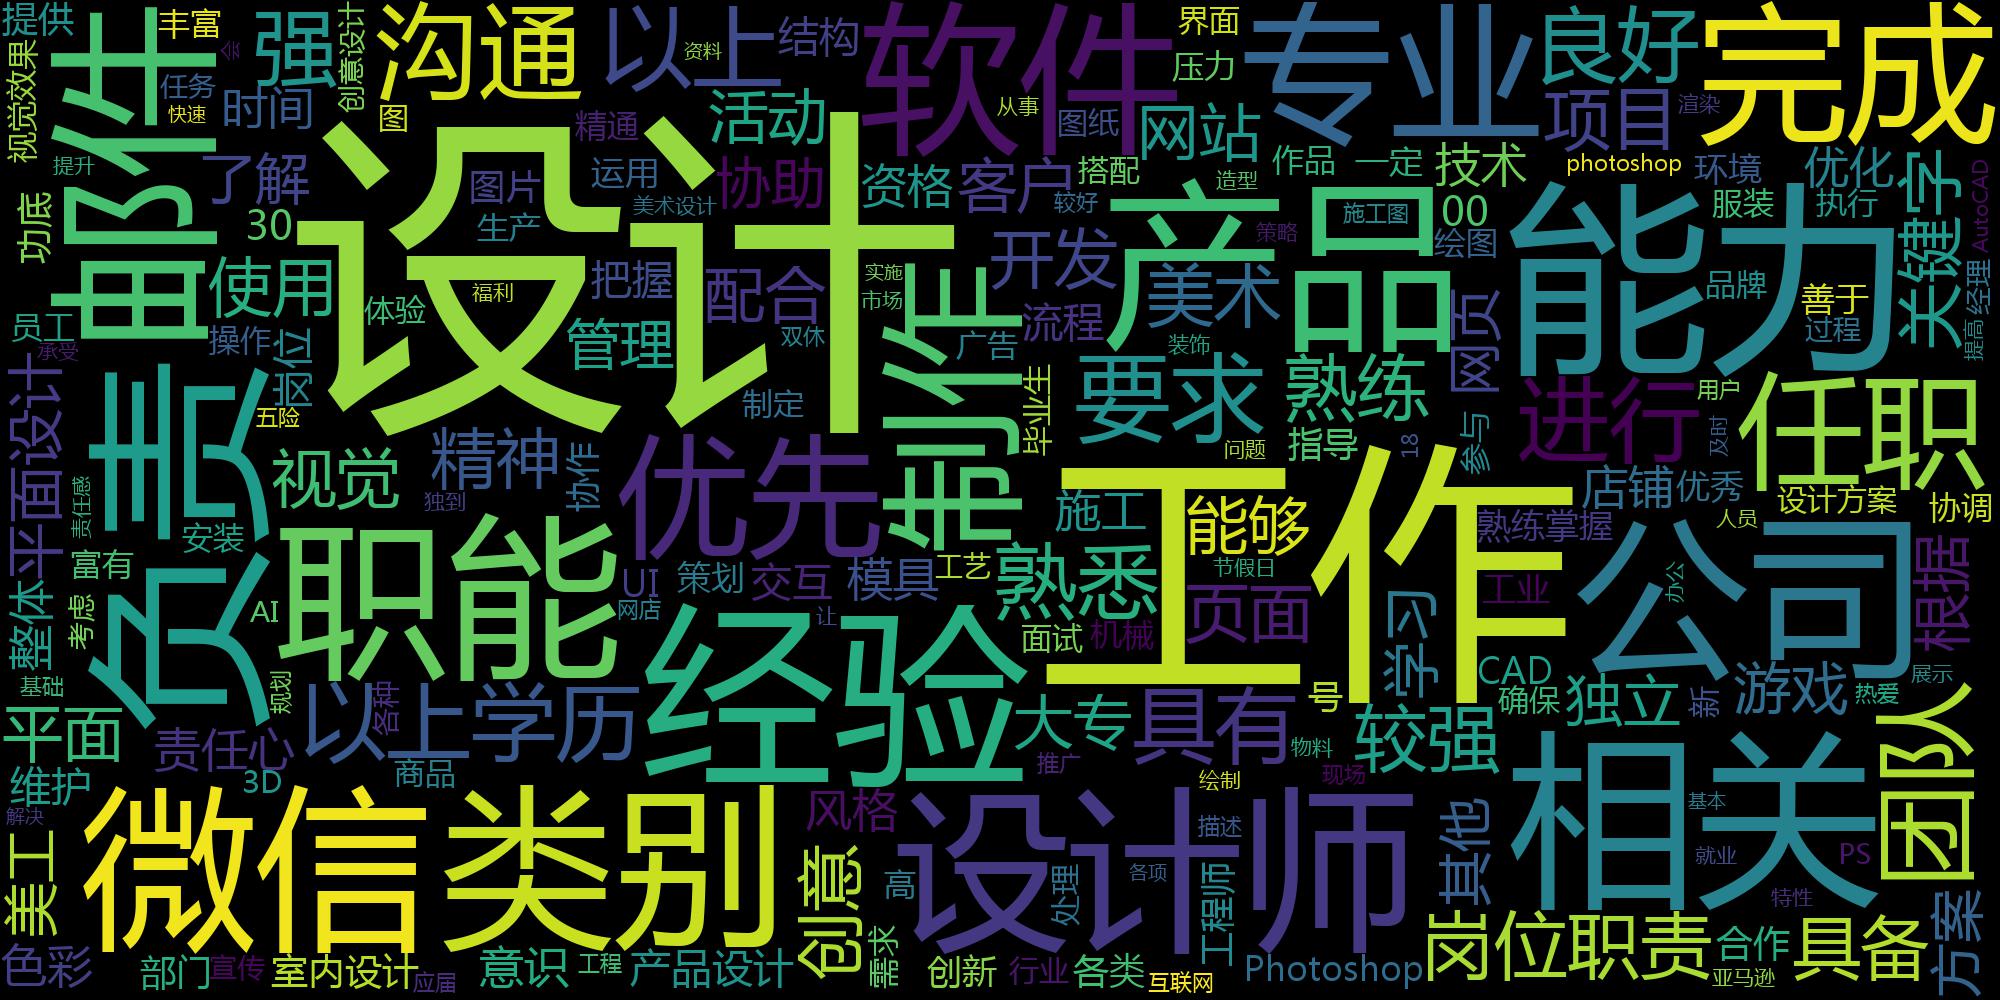 提供
丰富
强
创意设计
沟通
以上
资料
结构
软件
界面
专业
良好
完成
视觉效果
会
任务
快速
时间
图
邮件
活动
从事
压力
项目
渲染
提升
了解
精通
图纸
网站
功底
30
图片
运用
协助
资格
客户
搭配
作品
一定
技术
photoshop
环境
优化
关键字
AutoCAD
生产
美术设计
设计
较好
造型
产品
施工图
00
服装
执行
策略
绘图
能力
使用
体验
福利
把握
配合
实施
市场
制作
开发
美术
网页
品牌
善于
经理
员工
操作
岗位
管理
双休
广告
流程
装饰
过程
提高
承受
平面设计
负责
五险
制定
毕业生
要求
熟练
用户
进行
任职
视觉
精神
协作
优先
问题
指导
18
参与
及时
责任感
独到
安装
施工
能够
工作
店铺
优秀
设计方案
协调
富有
职能
熟练掌握
人员
公司
整体
考虑
AI
UI
策划
交互
模具
工艺
熟悉
节假日
工业
办公
根据
网店
让
面试
机械
页面
学习
基础
规划
以上学历
各种
经验
大专
具有
号
CAD
确保
独立
新
游戏
热爱
展示
平面
责任心
较强
团队
维护
3D
商品
推广
物料
绘制
现场
相关
基本
解决
微信
类别
风格
设计师
描述
其他
就业
PS
美工
创意
高
处理
各项
工程师
特性
岗位职责
具备
方案
色彩
部门
宣传
室内设计
应届
意识
工程
产品设计
需求
创新
行业
各类
互联网
Photoshop
合作
亚马逊